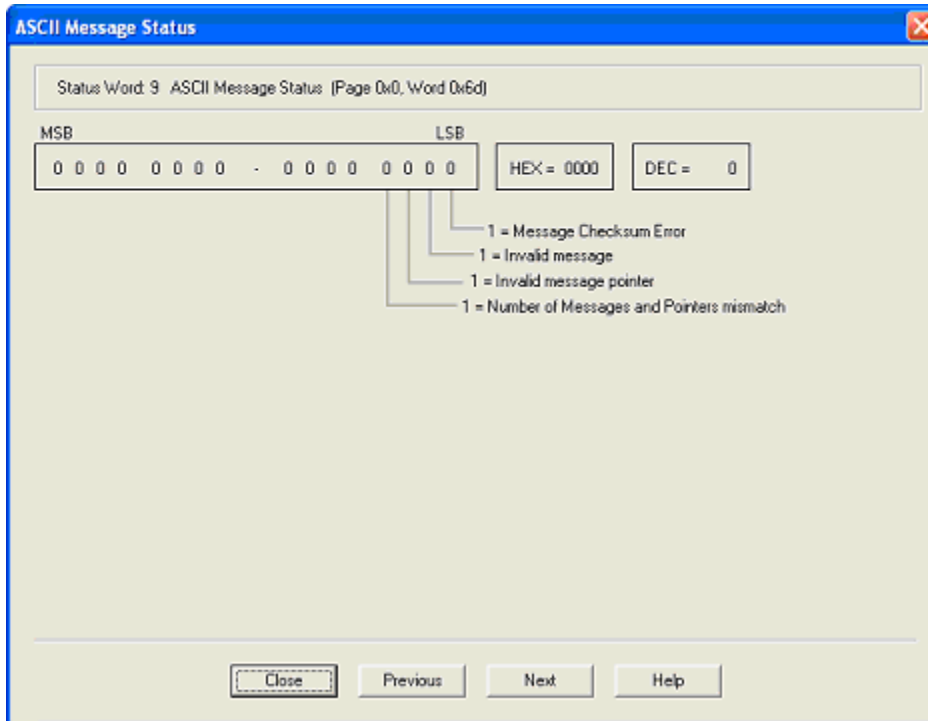 ASCII Message Status
Status Word: 9 ASCII Message Status (Page 0x0, Word 0x6d)
MSB LSB
0 0 0 0 0 0 0 0 - 0 0 0 0 0 0 0 0 HEX = 0000 DEC = 0
1 = Message Checksum Error
1 = Invalid message
1 = Invalid message pointer
1 = Number of Messages and Pointers mismatch
Close Previous Next Help